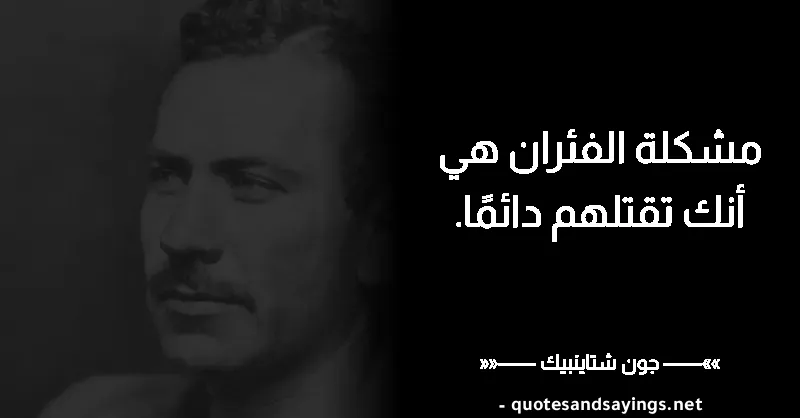 مشكلة الفئران هي
أنك تقتلهم دائمًا.
»»——— جون شتاينبيك ———««
- quotesandsayings.net